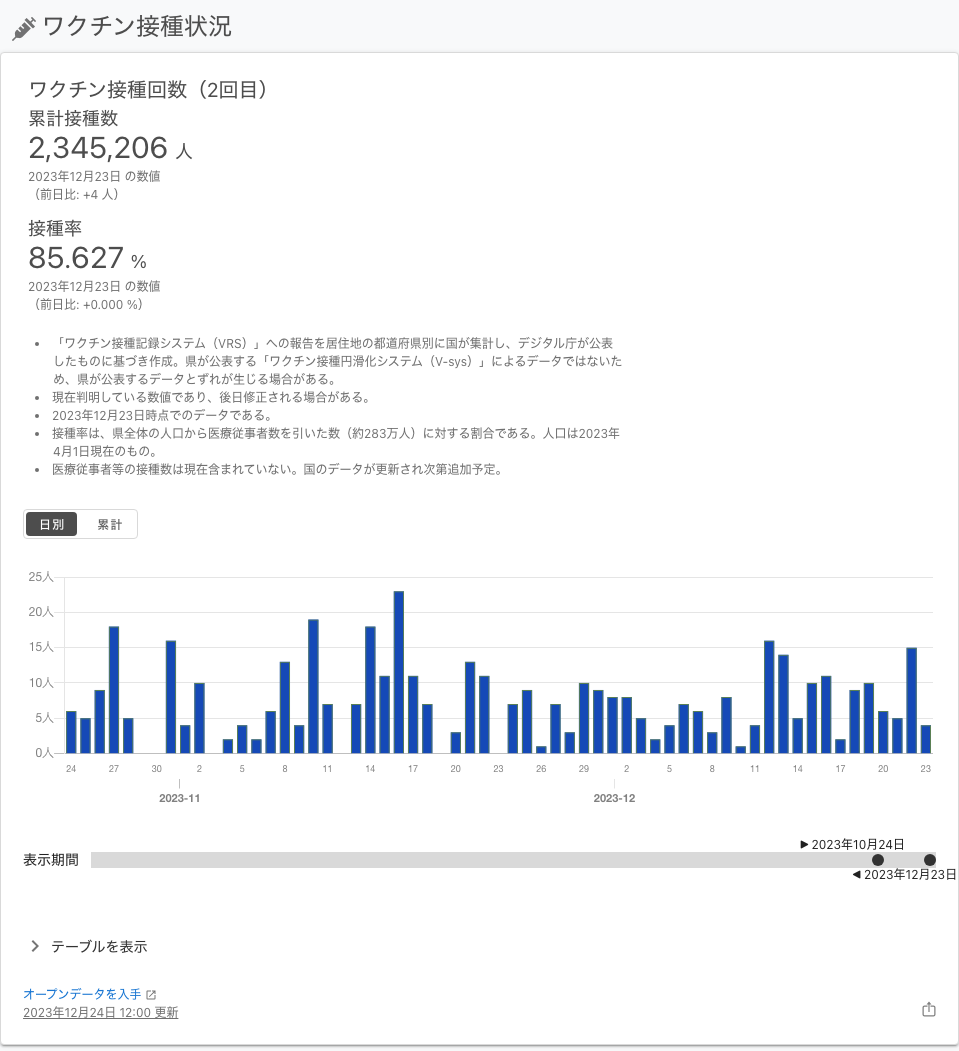 ワクチン接種状況
ワクチン接種回数（2回目）
累計接種数
2,345,206 人
2023年12月23日 の数値
（前日比: +4 人）
接種率
85.627 %
2023年12月23日 の数値
（前日比: +0.000 %）
• 「ワクチン接種記録システム（VRS）」への報告を居住地の都道府県別に国が集計し、デジタル庁が公表
したものに基づき作成。県が公表する「ワクチン接種円滑化システム（V-sys）」によるデータではないた
め、県が公表するデータとずれが生じる場合がある。
• 現在判明している数値であり、後日修正される場合がある。
• 2023年12月23日時点でのデータである。
• 接種率は、県全体の人口から医療従事者数を引いた数（約283万人）に対する割合である。人口は2023年
4月1日現在のもの。
• 医療従事者等の接種数は現在含まれていない。国のデータが更新され次第追加予定。
日別 累計
25人
20人
15人
10人
5人
0人
24 27 30 2 5 8 11 14 17 20 23 26 29 2 5 8 11 14 17 20 23
2023-11 2023-12
▶ 2023年10月24日
表示期間
◀ 2023年12月23日
テーブルを表示
オープンデータを入手
2023年12月24日 12:00 更新